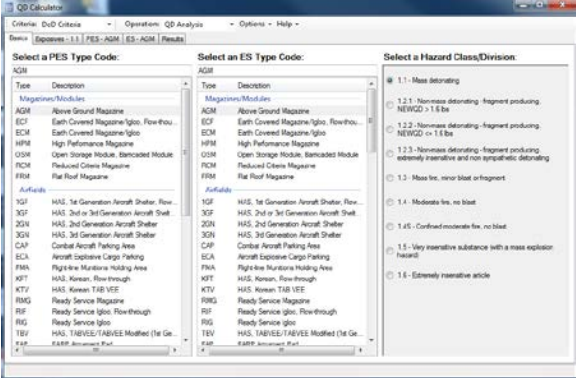 QD Calculator
Criteria: DoD Criteria Operation: QD Analysis Options Help
Basics Exposives - 1.1 PES - AGM ES - AGM Results
Select a PES Type Code:
AGM
Type Description
Magazines/Modules
AGM Above Ground Magazine
ECF Earth Covered Magazine/Igloo, Flowthrou...
ECM Earth Covered Magazine/Igloo
HPM High Performance Magazine
OSM Open Storage Module, Barricaded Module
RCM Reduced Criteria Magazine
FRM Flat Roof Magazine
Airfields
1GF HAS, 1st Generation Aircraft Shelter, Flow...
3GF HAS, 2nd or 3rd Generation Aircraft Shelt...
2GN HAS, 2nd Generation Aircraft Shelter
3GN HAS, 3rd Generation Aircraft Shelter
CAP Combat Aircraft Parking Area
ECA Aircraft Explosive Cargo Parking
FMA Flight-line Munitions Holding Area
KFT HAS, Korean, Flow-through
KTV HAS, Korean TAB VEE
RMG Ready Service Magazine
RIF Ready Service Igloo, Flowthrough
RIG Ready Service Igloo
TBV HAS, TABVEE/TABVEE Modified (1st Ge...
Select an ES Type Code:
AGM
Type Description
Magazines/Modules
AGM Above Ground Magazine
ECF Earth Covered Magazine/Igloo, Flowthrou...
ECM Earth Covered Magazine/Igloo
HPM High Performance Magazine
OSM Open Storage Module, Barricaded Module
RCM Reduced Criteria Magazine
FRM Flat Roof Magazine
Airfields
1GF HAS, 1st Generation Aircraft Shelter, Flow...
3GF HAS, 2nd or 3rd Generation Aircraft Shelt...
2GN HAS, 2nd Generation Aircraft Shelter
3GN HAS, 3rd Generation Aircraft Shelter
CAP Combat Aircraft Parking Area
ECA Aircraft Explosive Cargo Parking
FMA Flight-line Munitions Holding Area
KFT HAS, Korean, Flow-through
KTV HAS, Korean TAB VEE
RMG Ready Service Magazine
RIF Ready Service Igloo, Flowthrough
RIG Ready Service Igloo
TBV HAS, TABVEE/TABVEE Modified (1st Ge...
Select a Hazard Class/Division:
1.1 - Mass detonating
1.2.1 - Non-mass detonating - fragment producing,
NEWQD > 1.6 lbs
1.2.2 - Non-mass detonating - fragment producing,
NEWQD <= 1.6 lbs
1.2.3 - Non-mass detonating - fragment producing,
extremely insensitive and non sympathetic detonating
1.3 - Mass fire, minor blast or fragment
1.4 - Moderate fire, no blast
1.4S - Confined moderate fire, no blast
1.5 - Very insensitive substance (with a mass explosion
hazard)
1.6 - Extremely insensitive article